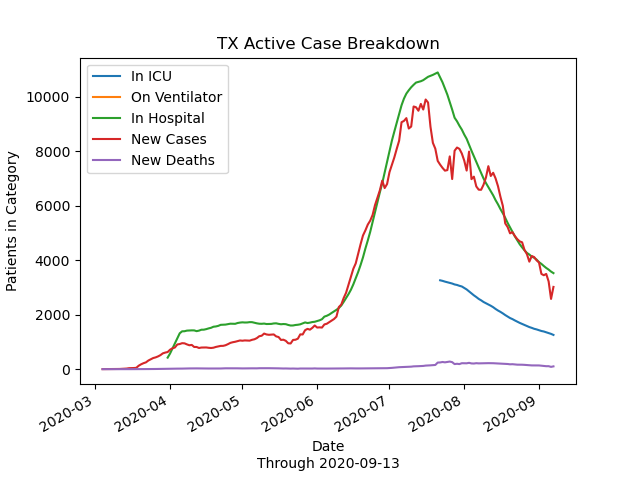 TX Active Case Breakdown
In ICU
On Ventilator
In Hospital
New Cases
New Deaths
Patients in Category
10000
8000
6000
4000
2000
0
2020-03
2020-04
2020-05
2020-06
2020-07
2020-08
2020-09
Date
Through 2020-09-13